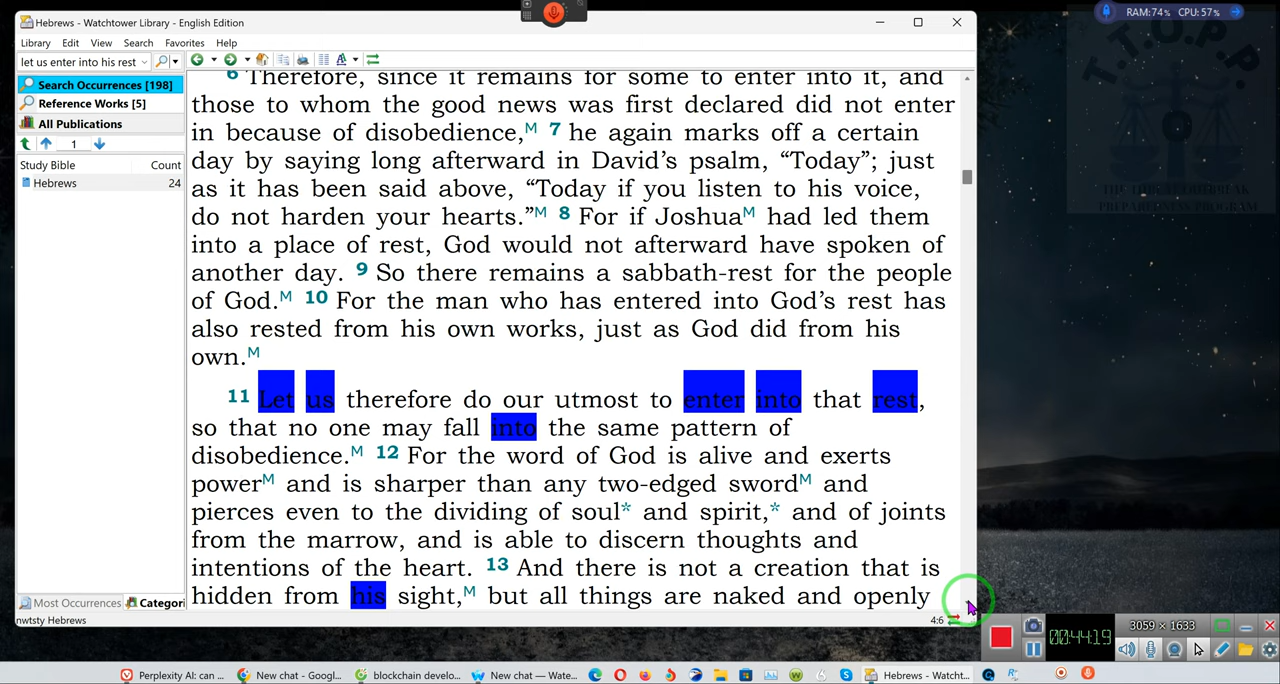 Hebrews - Watchtower Library - English Edition
RAM:74% CPU:57%
Library Edit View Search Favorites Help
let us enter into his rest
Search Occurrences [198]
Reference Works [5]
All Publications
1
Study Bible Count
Hebrews 24
6 Therefore, since it remains for some to enter into it, and
those to whom the good news was first declared did not enter
in because of disobedience,M 7 he again marks off a certain
day by saying long afterward in David’s psalm, “Today”; just
as it has been said above, “Today if you listen to his voice,
do not harden your hearts.”M 8 For if JoshuaM had led them
into a place of rest, God would not afterward have spoken of
another day. 9 So there remains a sabbath-rest for the people
of God.M 10 For the man who has entered into God’s rest has
also rested from his own works, just as God did from his
own.M
11 Let us therefore do our utmost to enter into that rest,
so that no one may fall into the same pattern of
disobedience.M 12 For the word of God is alive and exerts
powerM and is sharper than any two-edged swordM and
pierces even to the dividing of soul* and spirit,* and of joints
from the marrow, and is able to discern thoughts and
intentions of the heart. 13 And there is not a creation that is
hidden from his sight,M but all things are naked and openly
Most Occurrences Categori
nwtsty Hebrews
4:6
T.O.P.P.
THE THREAT OUTBREAK
PREPAREDNESS PROGRAM
00:44:19
3059 × 1633
Perplexity AI: can ...
New chat - Googl...
blockchain develo...
New chat — Wate...
Hebrews - Watcht...